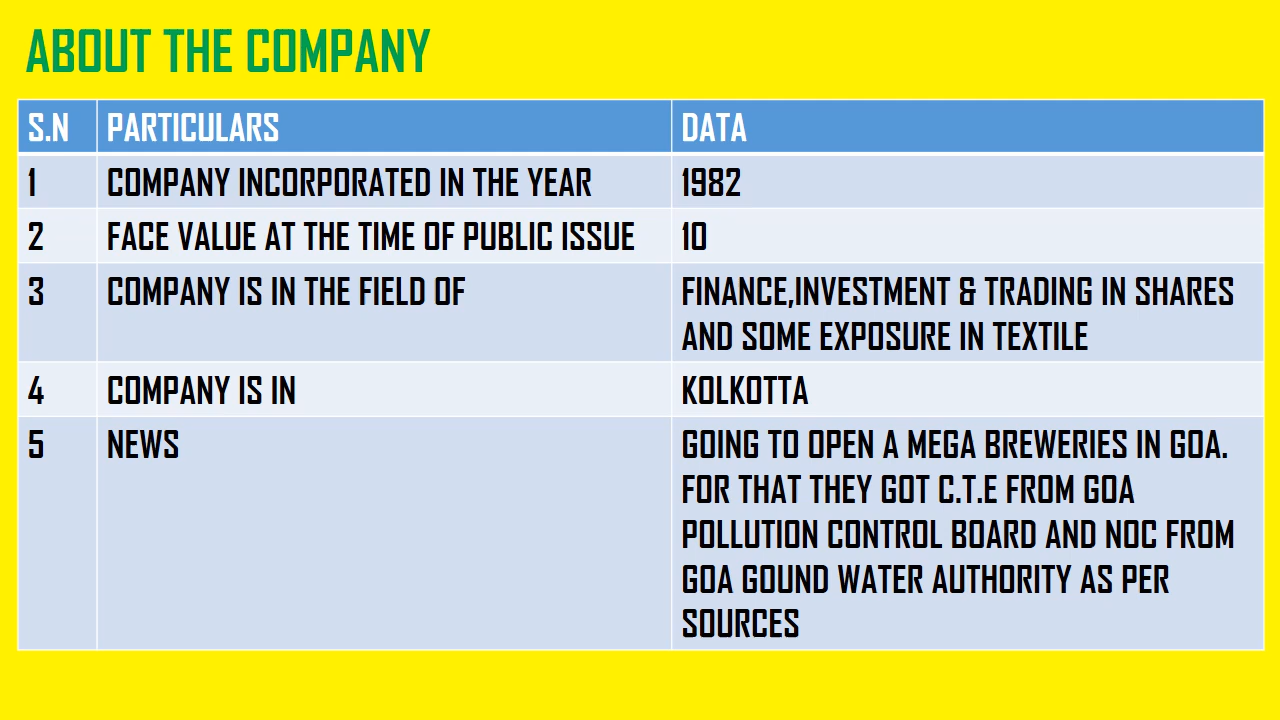 ABOUT THE COMPANY
S.N PARTICULARS DATA
1 COMPANY INCORPORATED IN THE YEAR 1982
2 FACE VALUE AT THE TIME OF PUBLIC ISSUE 10
3 COMPANY IS IN THE FIELD OF FINANCE,INVESTMENT & TRADING IN SHARES
AND SOME EXPOSURE IN TEXTILE
4 COMPANY IS IN KOLKOTTA
5 NEWS GOING TO OPEN A MEGA BREWERIES IN GOA.
FOR THAT THEY GOT C.T.E FROM GOA
POLLUTION CONTROL BOARD AND NOC FROM
GOA GOUND WATER AUTHORITY AS PER
SOURCES